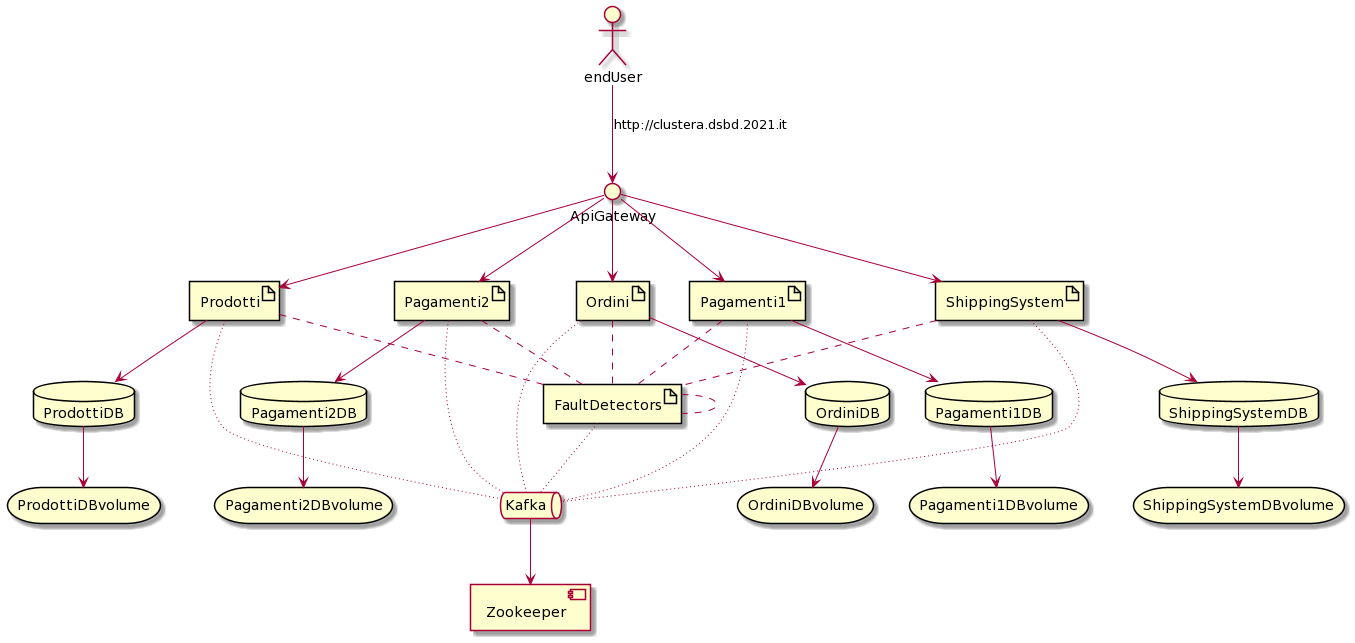 endUser
http://clustera.dsbd.2021.it
ApiGateway
Prodotti
Pagamenti2
Ordini
Pagamenti1
ShippingSystem
ProdottiDB
Pagamenti2DB
FaultDetectors
OrdiniDB
Pagamenti1DB
ShippingSystemDB
ProdottiDBvolume
Pagamenti2DBvolume
Kafka
OrdiniDBvolume
Pagamenti1DBvolume
ShippingSystemDBvolume
Zookeeper